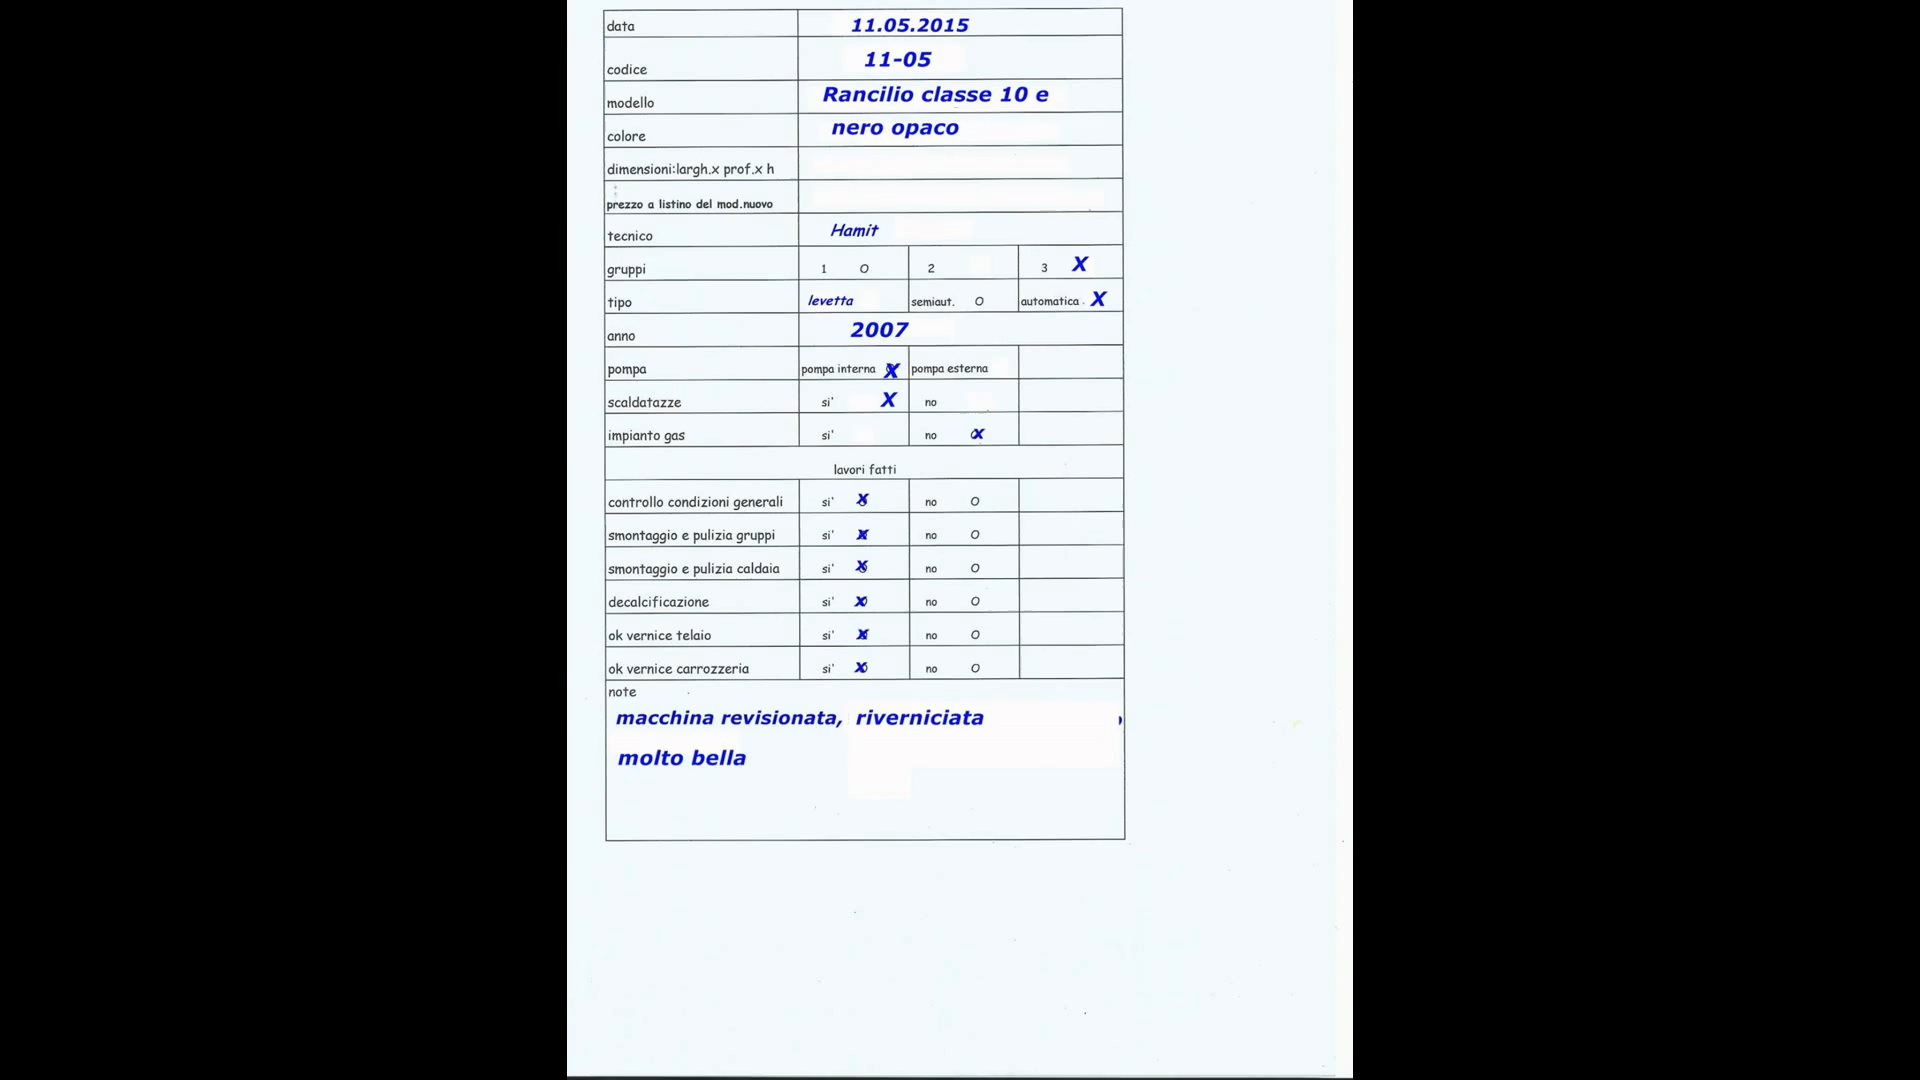 data 11.05.2015
codice 11-05
modello Rancilio classe 10 e
colore nero opaco
dimensioni:largh.x prof.x h
prezzo a listino del mod.nuovo
tecnico Hamit
gruppi 1 O 2 3 X
tipo levetta semiaut. O automatica. X
anno 2007
pompa pompa interna X pompa esterna
scaldatazze si' X no
impianto gas si' no x
lavori fatti
controllo condizioni generali si' x no O
smontaggio e pulizia gruppi si' x no O
smontaggio e pulizia caldaia si' x no O
decalcificazione si' x no O
ok vernice telaio si' x no O
ok vernice carrozzeria si' x no O
note
macchina revisionata, riverniciata
molto bella